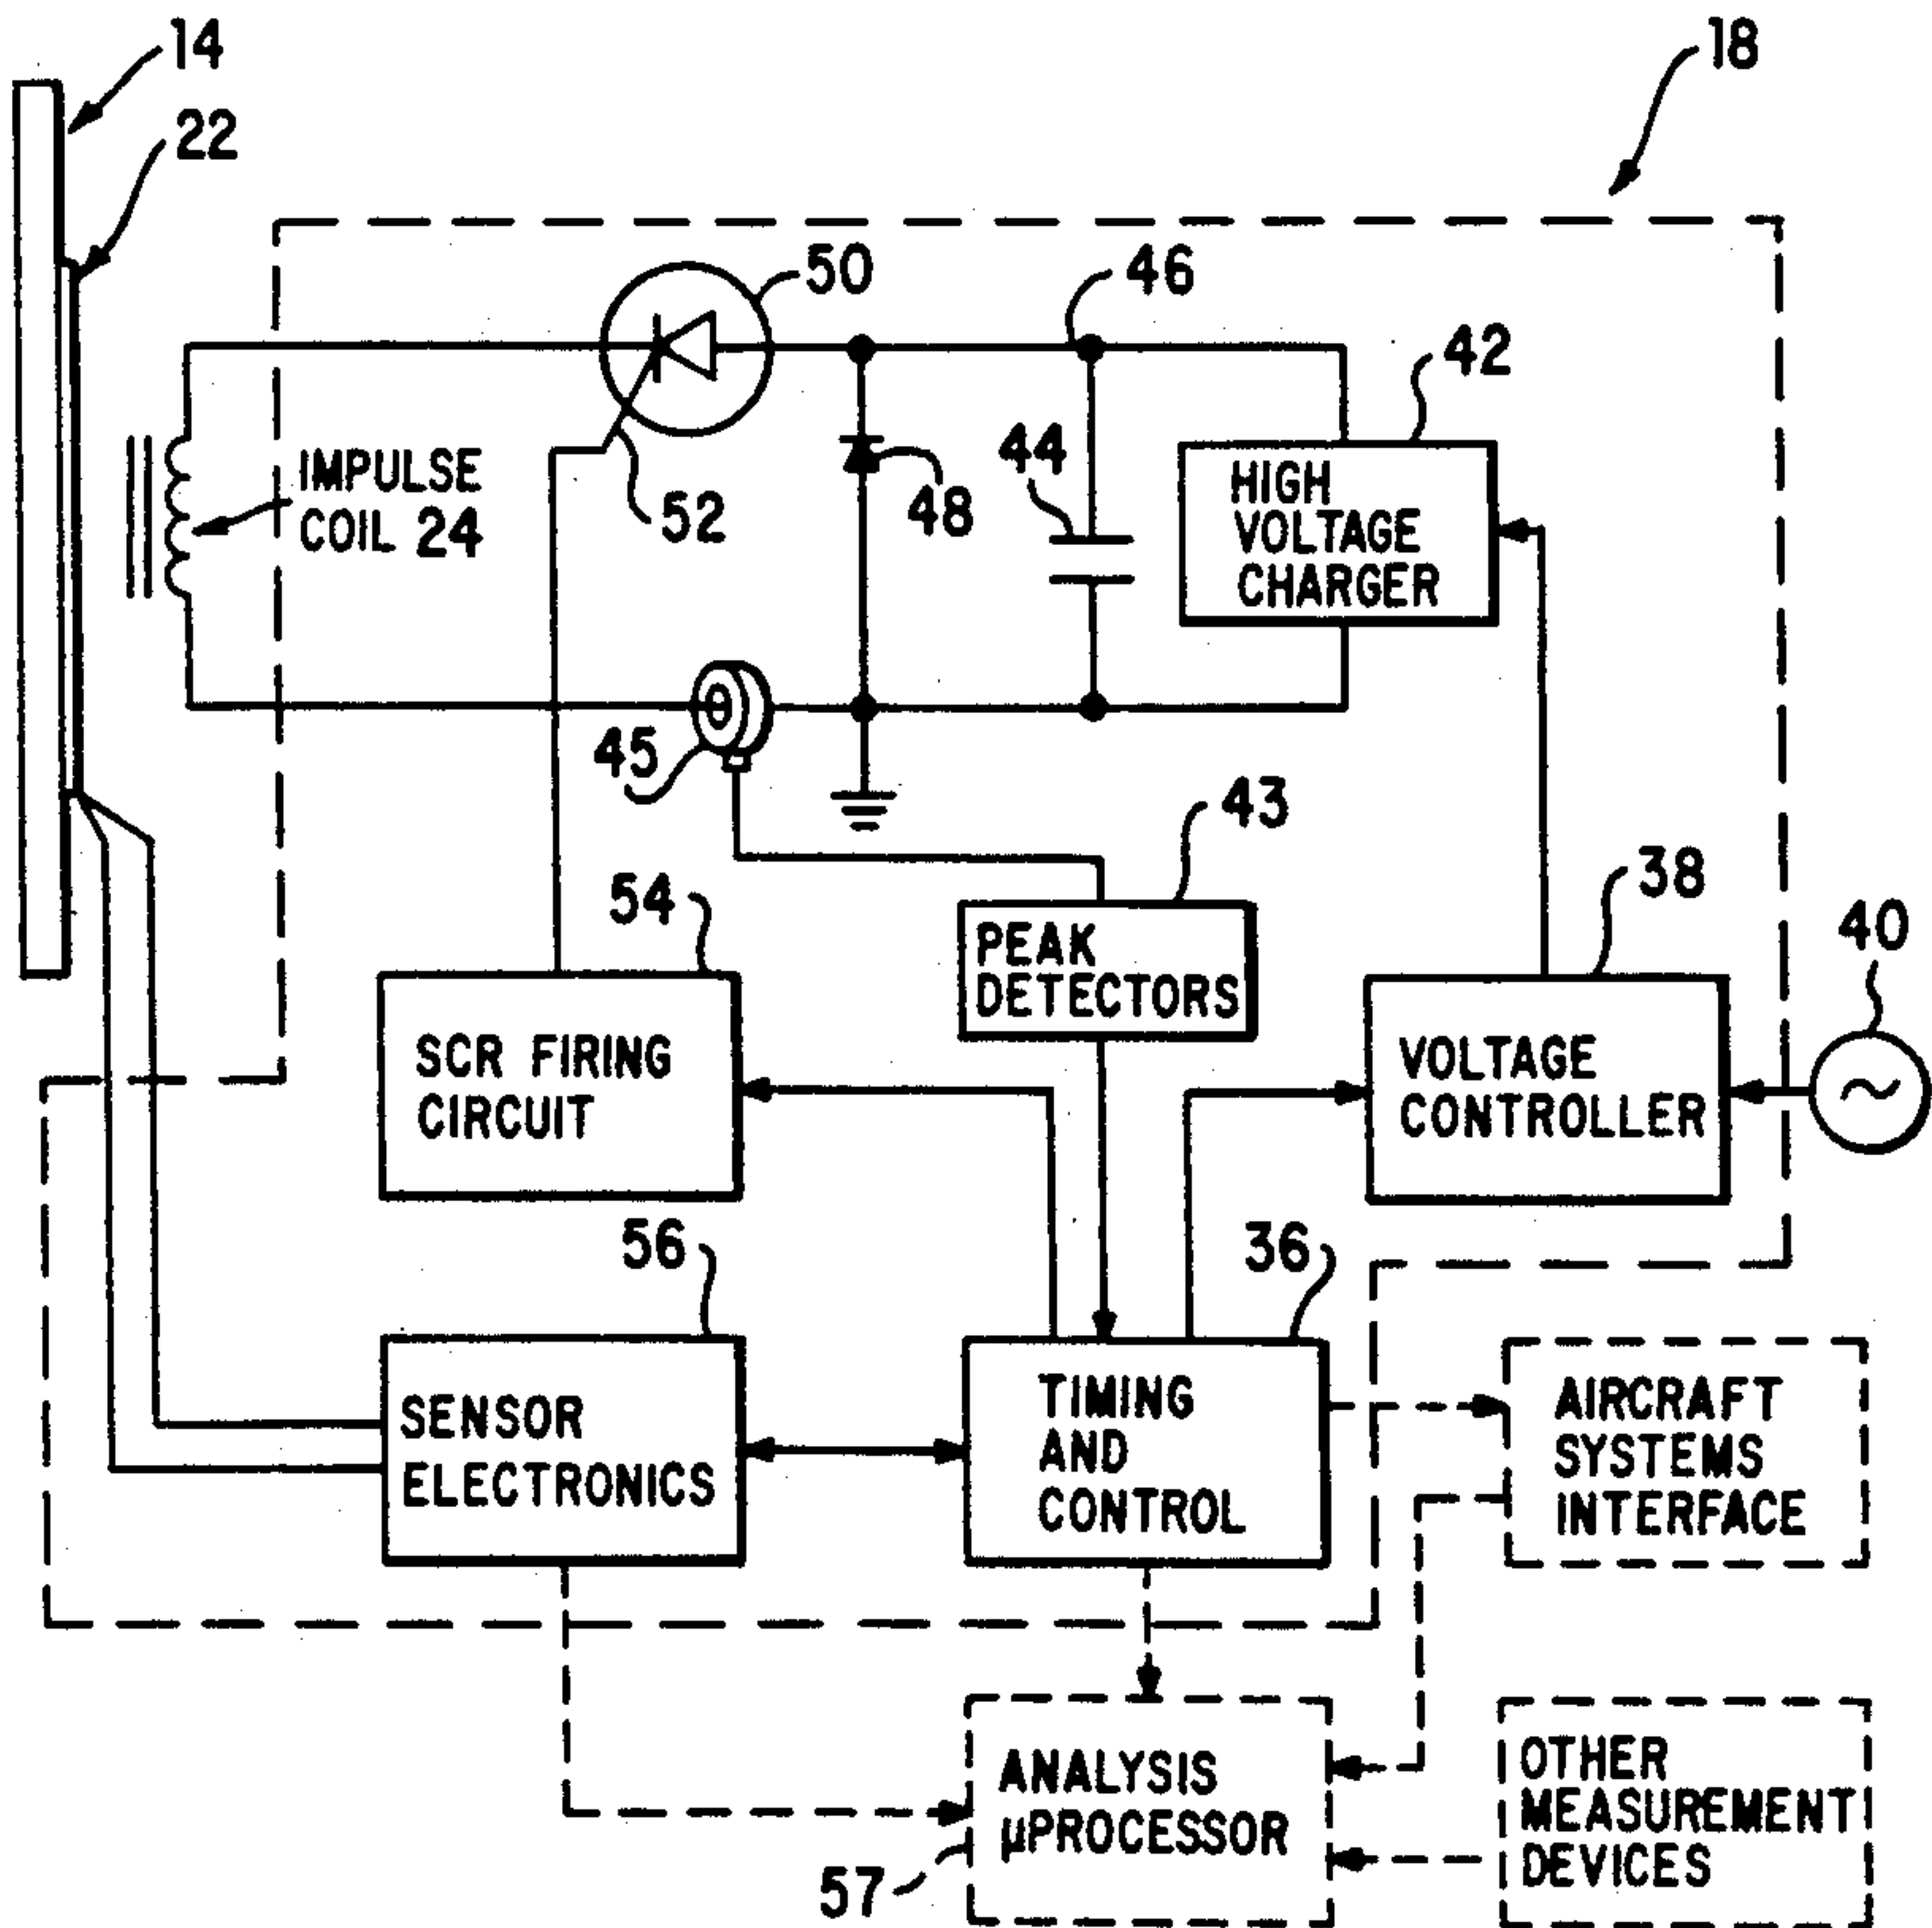 14
18
22
50
46
42
IMPULSE
COIL 24
52
48
44
HIGH
VOLTAGE
CHARGER
45
43
38
40
54
PEAK
DETECTORS
SCR FIRING
CIRCUIT
VOLTAGE
CONTROLLER
56
36
SENSOR
ELECTRONICS
TIMING
AND
CONTROL
AIRCRAFT
SYSTEMS
INTERFACE
ANALYSIS
µPROCESSOR
57
OTHER
MEASUREMENT
DEVICES